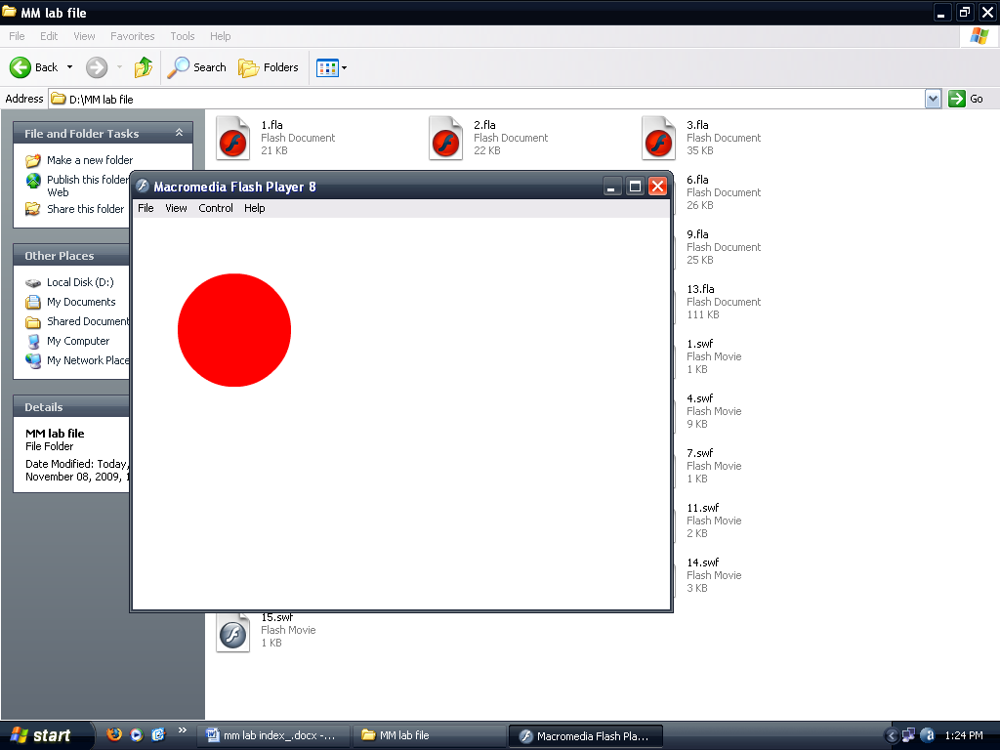 MM lab file
File Edit View Favorites Tools Help
Back Search Folders
Address D:\MM lab file Go
File and Folder Tasks
Make a new folder
Publish this folder
Web
Share this folder
Other Places
Local Disk (D:)
My Documents
Shared Document
My Computer
My Network Place
Details
MM lab file
File Folder
Date Modified: Today,
November 08, 2009, 1
1.fla
Flash Document
21 KB
2.fla
Flash Document
22 KB
3.fla
Flash Document
35 KB
6.fla
Flash Document
26 KB
9.fla
Flash Document
25 KB
13.fla
Flash Document
111 KB
1.swf
Flash Movie
1 KB
4.swf
Flash Movie
9 KB
7.swf
Flash Movie
1 KB
11.swf
Flash Movie
2 KB
14.swf
Flash Movie
3 KB
15.swf
Flash Movie
1 KB
Macromedia Flash Player 8
File View Control Help
start mm lab index_.docx -... MM lab file Macromedia Flash Pla... 1:24 PM